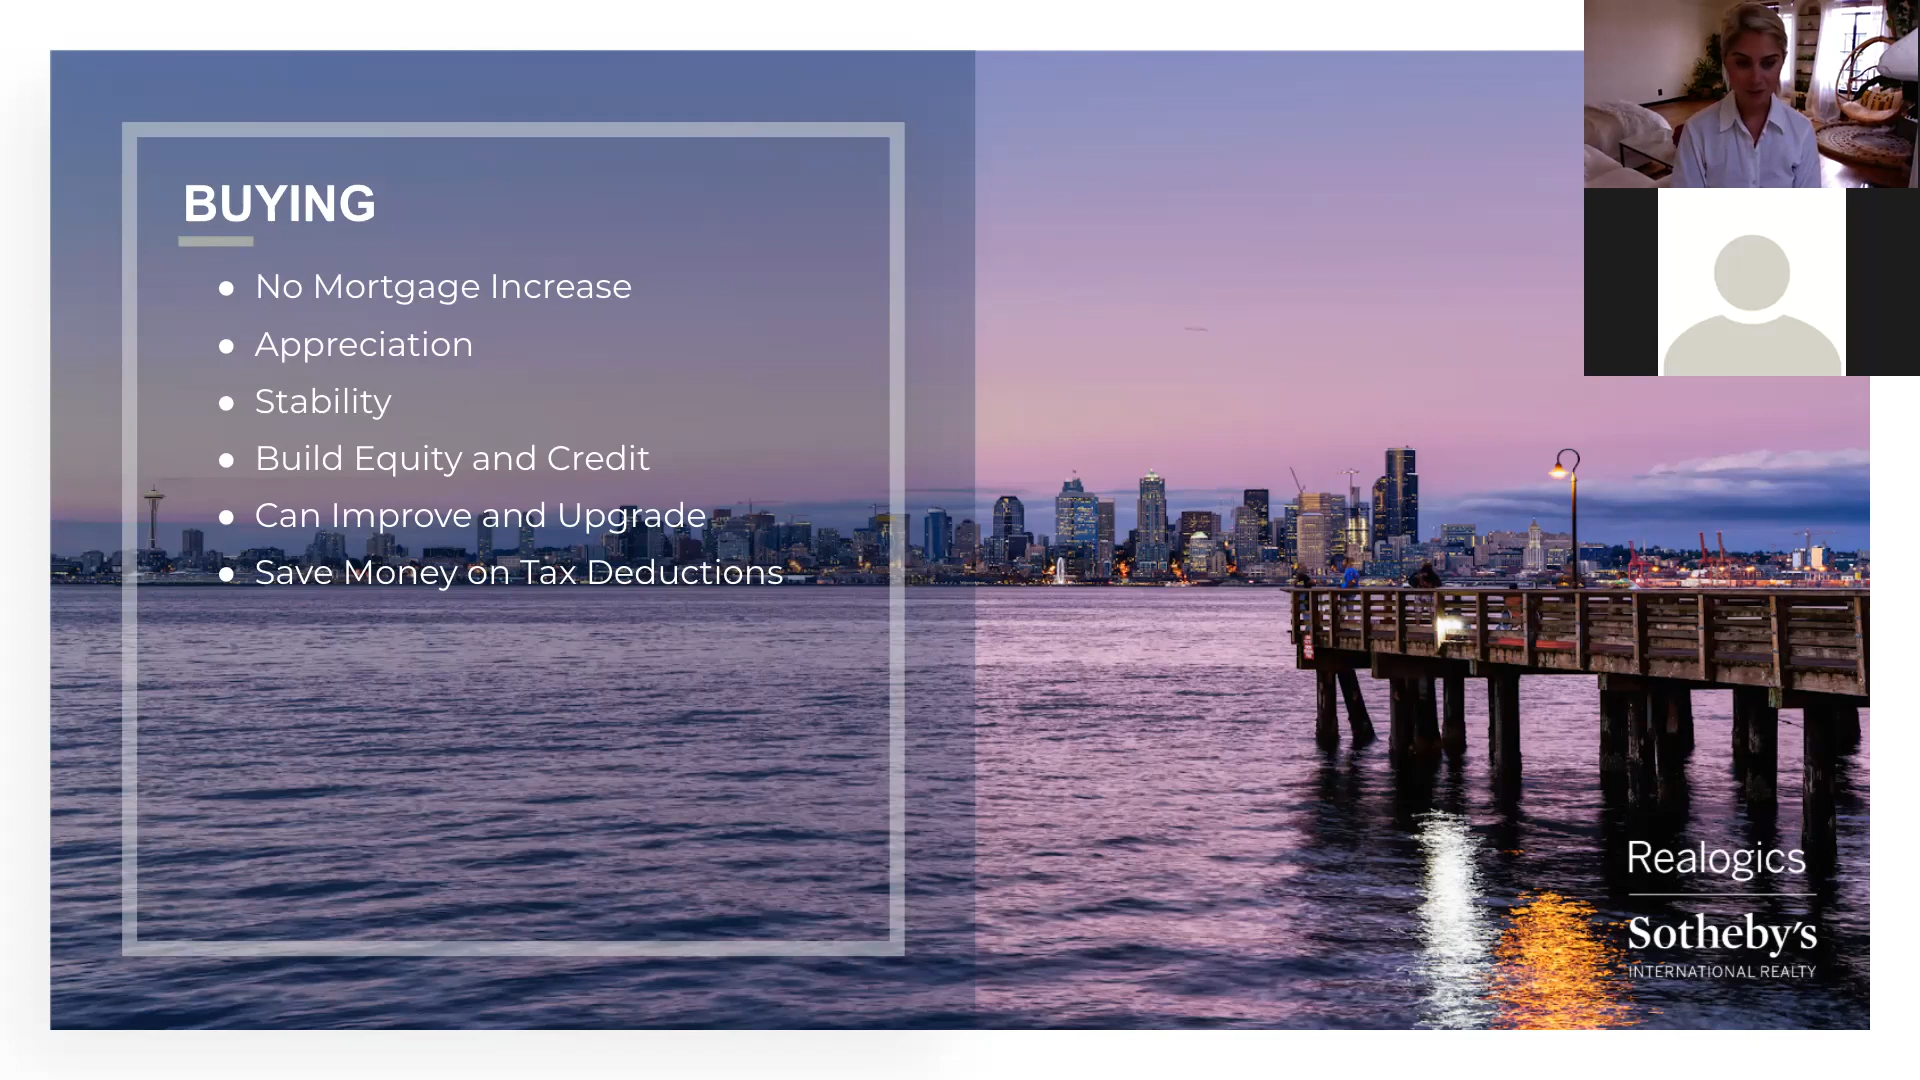 BUYING
No Mortgage Increase
Appreciation
Stability
Build Equity and Credit
Can Improve and Upgrade
Save Money on Tax Deductions
Realogics
Sotheby's
INTERNATIONAL REALTY